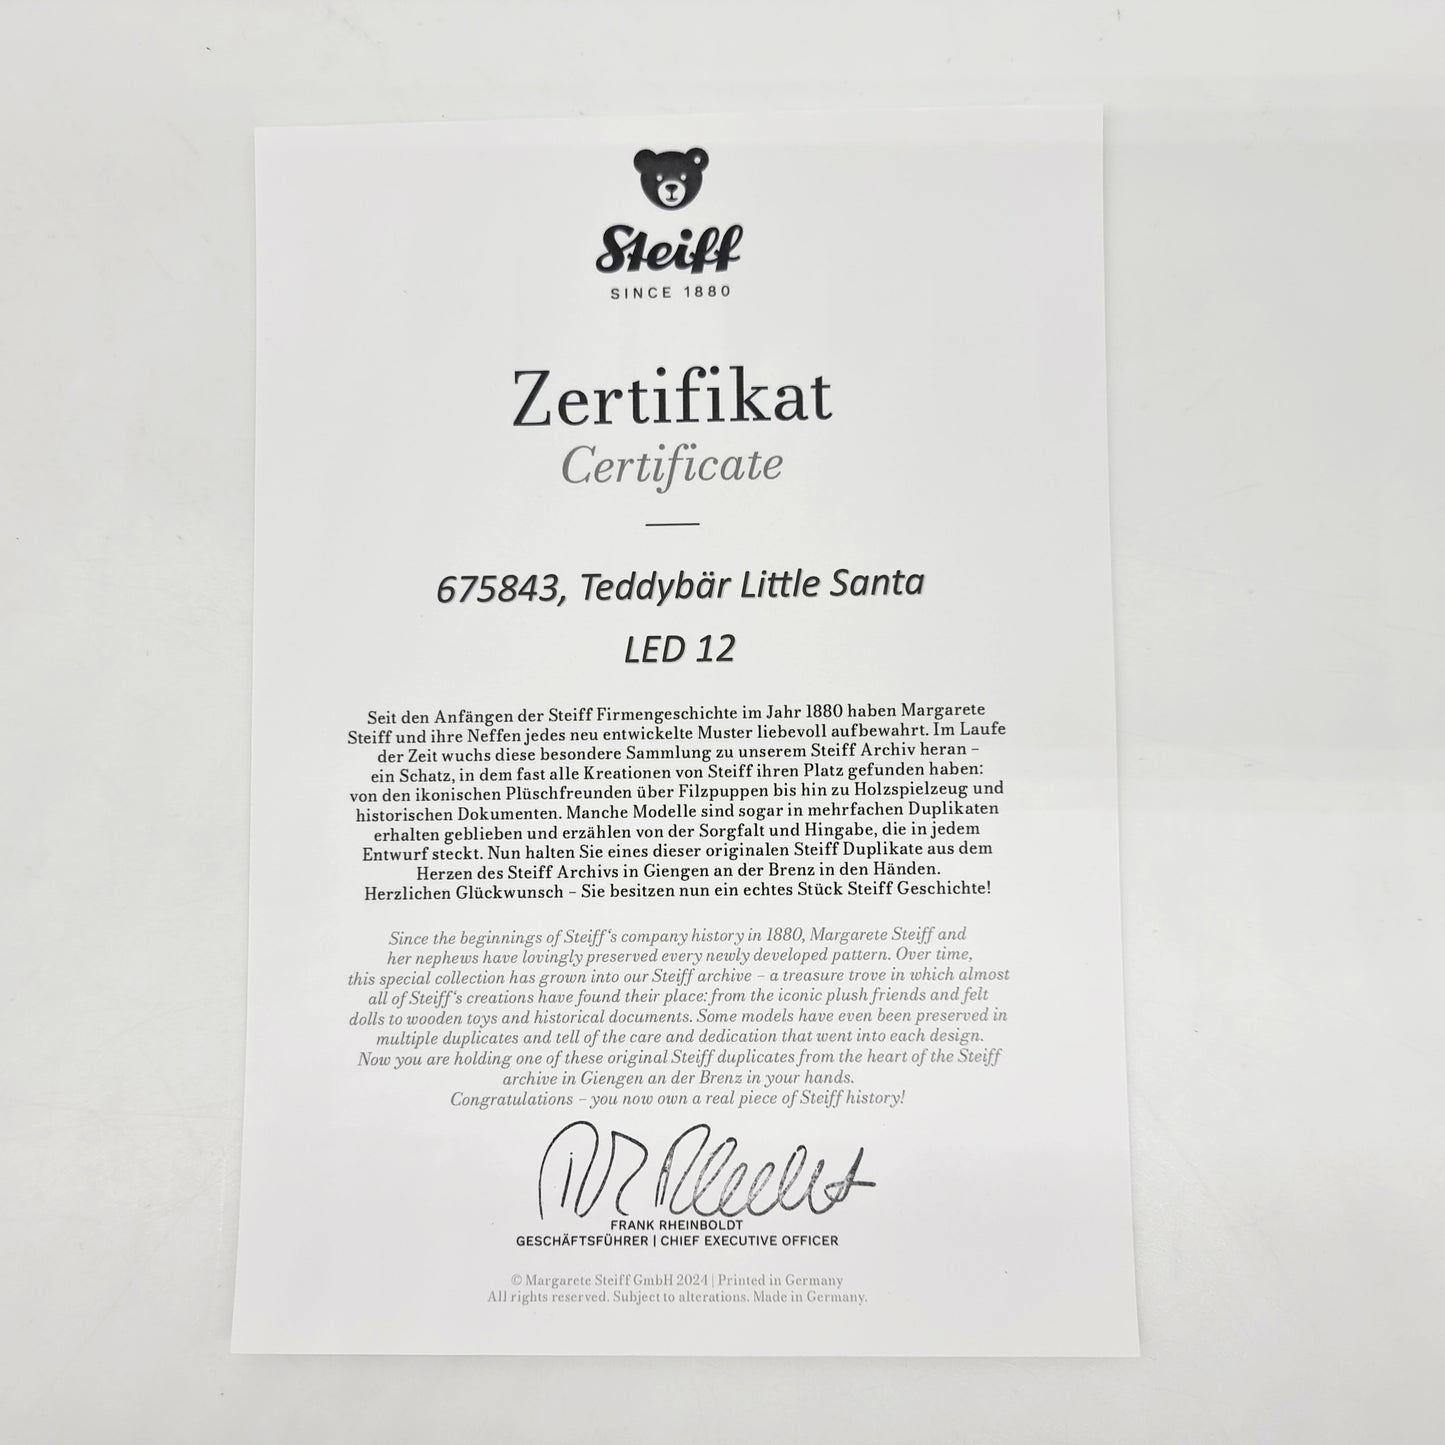 Steiff
SINCE 1880
Zertifikat
Certificate
675843, Teddybär Little Santa
LED 12
Seit den Anfängen der Steiff Firmengeschichte im Jahr 1880 haben Margarete
Steiff und ihre Neffen jedes neu entwickelte Muster liebevoll aufbewahrt. Im Laufe
der Zeit wuchs diese besondere Sammlung zu unserem Steiff Archiv heran –
ein Schatz, in dem fast alle Kreationen von Steiff ihren Platz gefunden haben:
von den ikonischen Plüschfreunden über Filzpuppen bis hin zu Holzspielzeug und
historischen Dokumenten. Manche Modelle sind sogar in mehrfachen Duplikaten
erhalten geblieben und erzählen von der Sorgfalt und Hingabe, die in jedem
Entwurf steckt. Nun halten Sie eines dieser originalen Steiff Duplikate aus dem
Herzen des Steiff Archivs in Giengen an der Brenz in den Händen.
Herzlichen Glückwunsch – Sie besitzen nun ein echtes Stück Steiff Geschichte!
Since the beginnings of Steiff‘s company history in 1880, Margarete Steiff and
her nephews have lovingly preserved every newly developed pattern. Over time,
this special collection has grown into our Steiff archive – a treasure trove in which almost
all of Steiff‘s creations have found their place: from the iconic plush friends and felt
dolls to wooden toys and historical documents. Some models have even been preserved in
multiple duplicates and tell of the care and dedication that went into each design.
Now you are holding one of these original Steiff duplicates from the heart of the Steiff
archive in Giengen an der Brenz in your hands.
Congratulations – you now own a real piece of Steiff history!
FRANK RHEINBOLDT
GESCHÄFTSFÜHRER | CHIEF EXECUTIVE OFFICER
© Margarete Steiff GmbH 2024 | Printed in Germany
All rights reserved. Subject to alterations. Made in Germany.